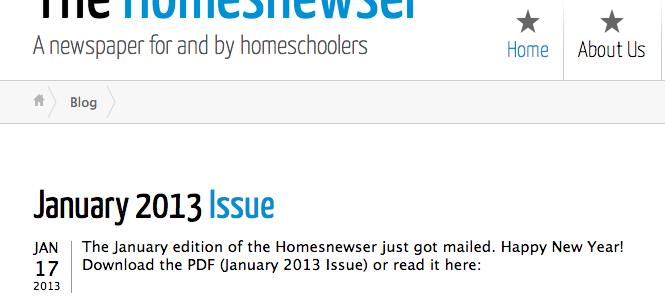 The Homesnewser
A newspaper for and by homeschoolers
Home
About Us
Blog
January 2013 Issue
JAN
17
2013
The January edition of the Homesnewser just got mailed. Happy New Year!
Download the PDF (January 2013 Issue) or read it here: